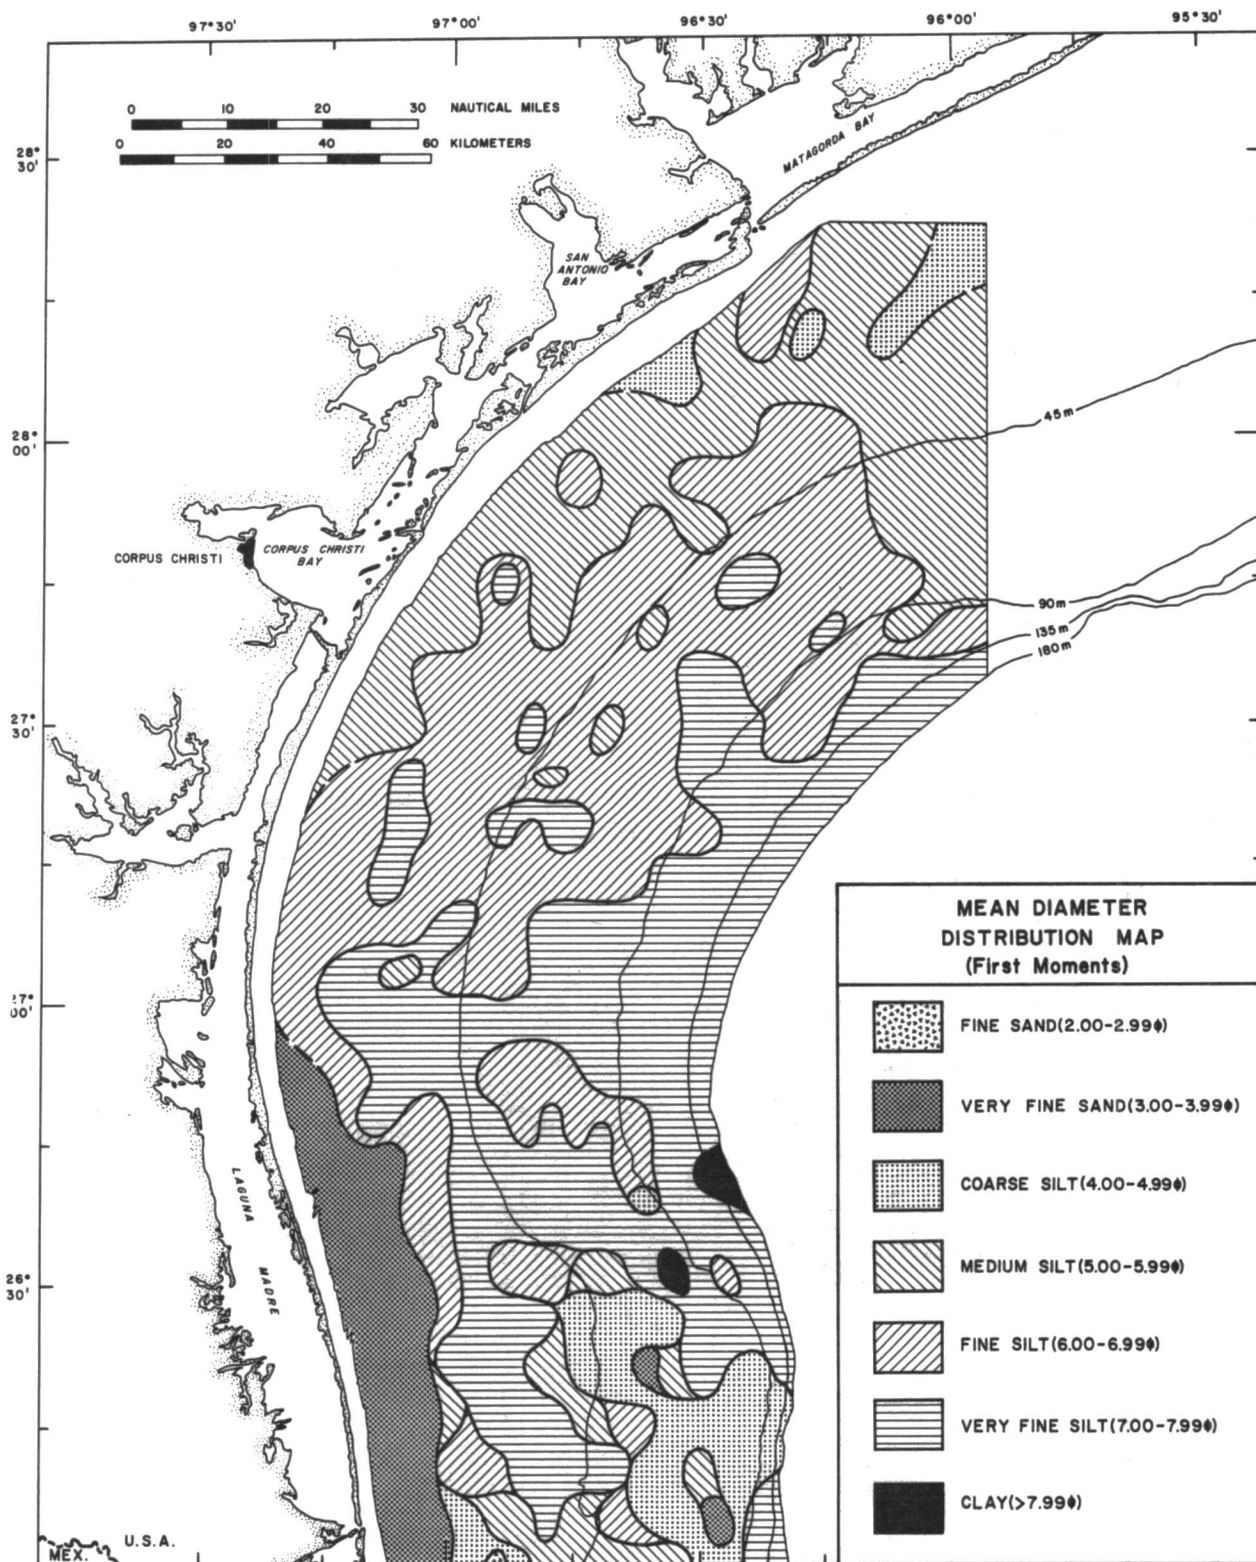 97°30'
97°00'
96°30'
96°00'
95°30'
0 10 20 30 NAUTICAL MILES
0 20 40 60 KILOMETERS
28°
30'
MATAGORDA BAY
SAN
ANTONIO
BAY
28°
00'
45m
CORPUS CHRISTI
CORPUS CHRISTI
BAY
90m
135m
180m
27°
30'
27°
00'
LAGUNA MADRE
26°
30'
MEAN DIAMETER
DISTRIBUTION MAP
(First Moments)
FINE SAND(2.00-2.99ϕ)
VERY FINE SAND(3.00-3.99ϕ)
COARSE SILT(4.00-4.99ϕ)
MEDIUM SILT(5.00-5.99ϕ)
FINE SILT(6.00-6.99ϕ)
VERY FINE SILT(7.00-7.99ϕ)
CLAY(>7.99ϕ)
U.S.A.
MEX.